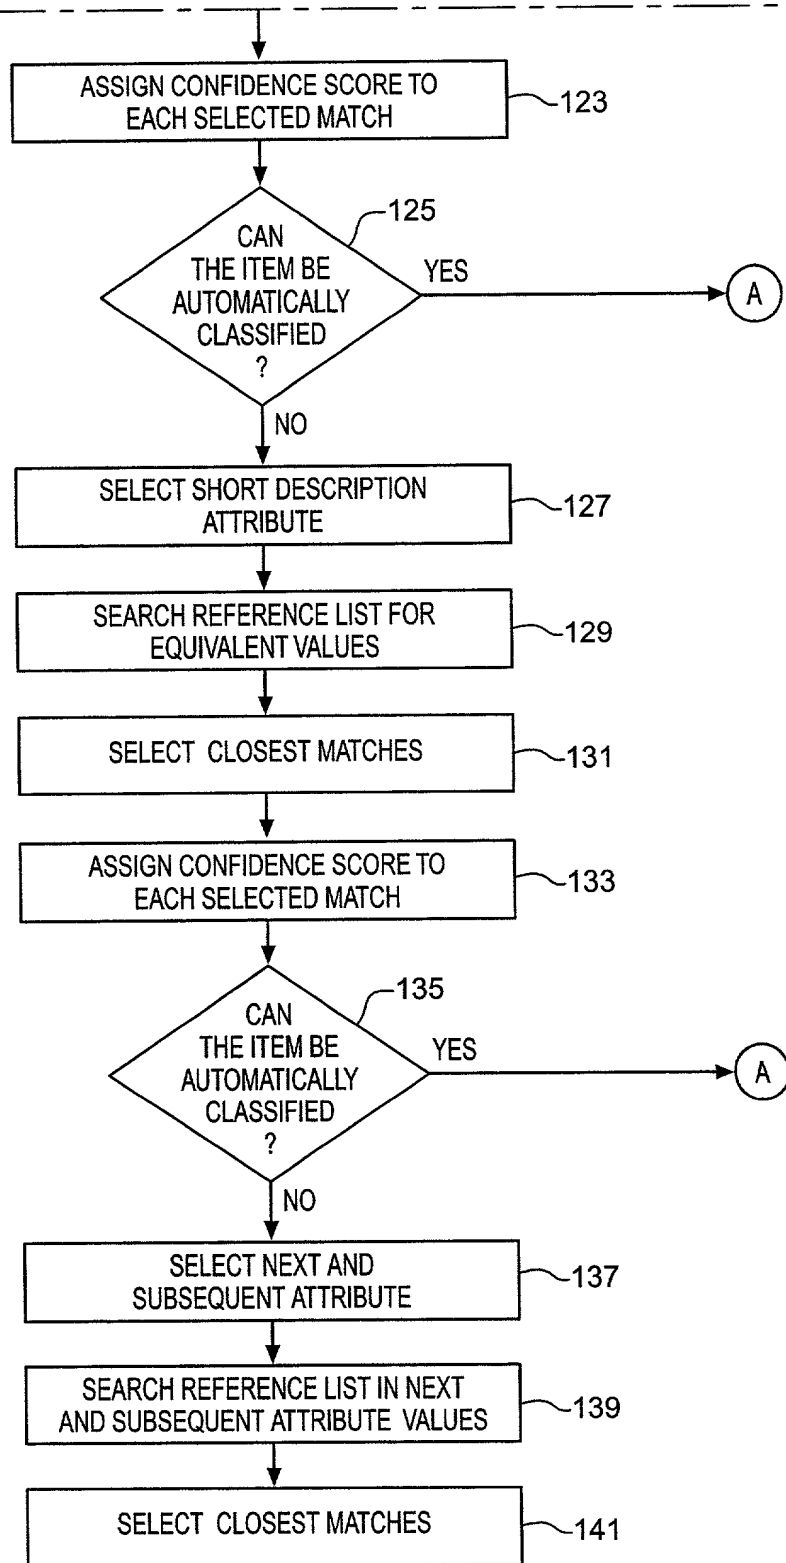 ASSIGN CONFIDENCE SCORE TO
EACH SELECTED MATCH
123
125
CAN
THE ITEM BE
AUTOMATICALLY
CLASSIFIED
?
YES
A
NO
SELECT SHORT DESCRIPTION
ATTRIBUTE
127
SEARCH REFERENCE LIST FOR
EQUIVALENT VALUES
129
SELECT CLOSEST MATCHES
131
ASSIGN CONFIDENCE SCORE TO
EACH SELECTED MATCH
133
135
CAN
THE ITEM BE
AUTOMATICALLY
CLASSIFIED
?
YES
A
NO
SELECT NEXT AND
SUBSEQUENT ATTRIBUTE
137
SEARCH REFERENCE LIST IN NEXT
AND SUBSEQUENT ATTRIBUTE VALUES
139
SELECT CLOSEST MATCHES
141